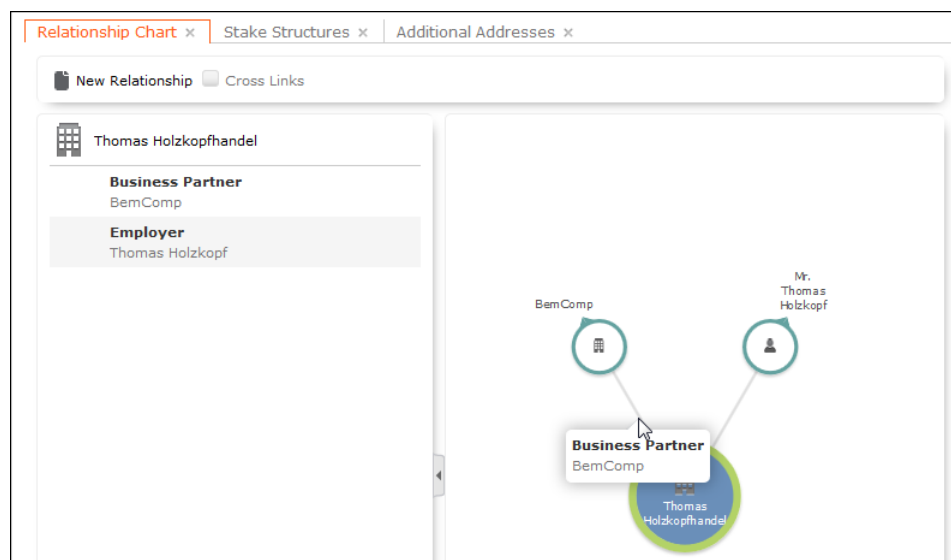 Relationship Chart × Stake Structures × Additional Addresses ×
New Relationship Cross Links
Thomas Holzkopfhandel
Business Partner
BemComp
Employer
Thomas Holzkopf
Mr.
Thomas
Holzkopf
BemComp
Business Partner
BemComp
Thomas
Holzkopfhandel